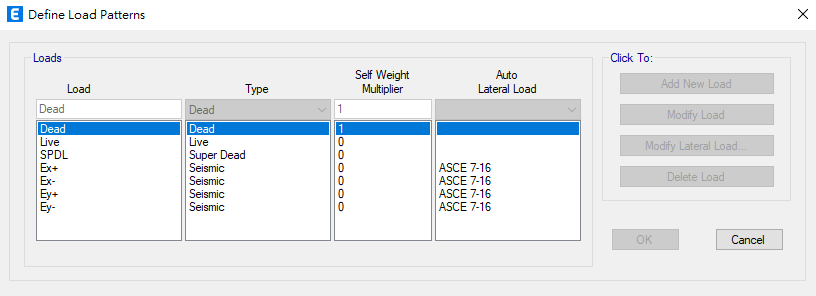 E Define Load Patterns
Loads
Click To:
Load Type Self Weight Multiplier Auto Lateral Load
Dead Dead 1
Dead Dead 1
Live Live 0
SPDL Super Dead 0
Ex+ Seismic 0 ASCE 7-16
Ex- Seismic 0 ASCE 7-16
Ey+ Seismic 0 ASCE 7-16
Ey- Seismic 0 ASCE 7-16
Add New Load
Modify Load
Modify Lateral Load...
Delete Load
OK
Cancel